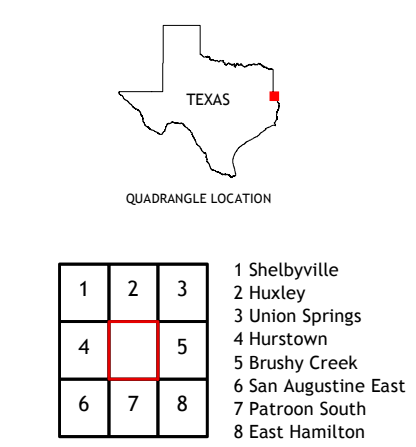 TEXAS
QUADRANGLE LOCATION
1 2 3
4 5
6 7 8
1 Shelbyville
2 Huxley
3 Union Springs
4 Hurstown
5 Brushy Creek
6 San Augustine East
7 Patroon South
8 East Hamilton